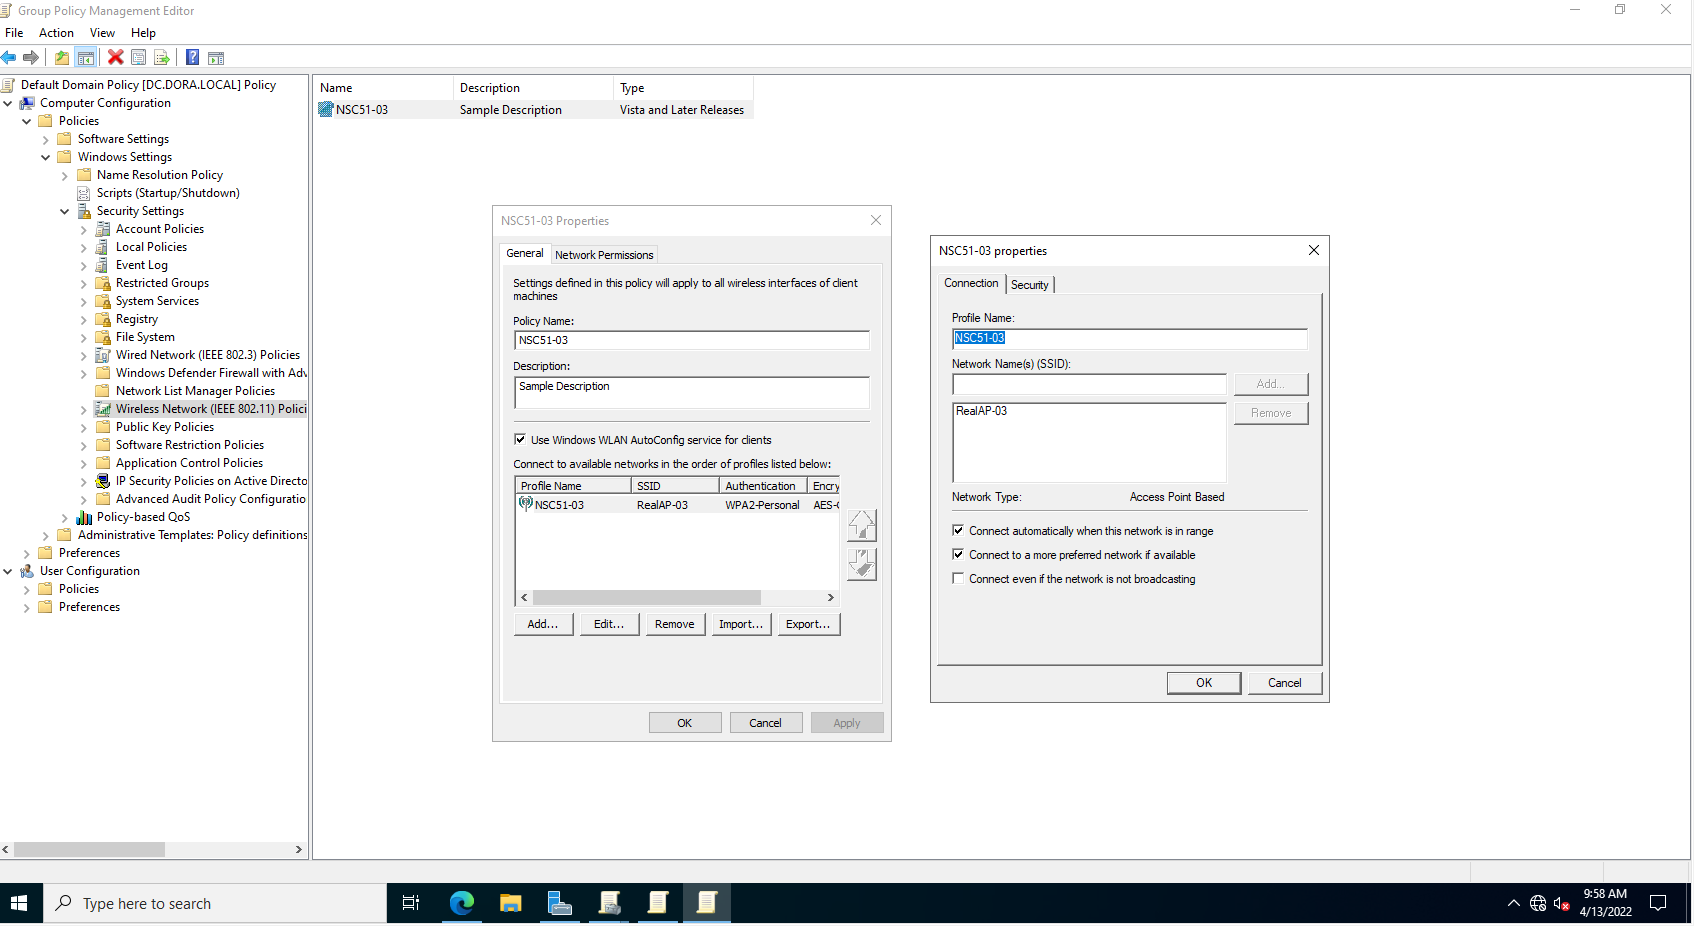 Group Policy Management Editor
File Action View Help
Default Domain Policy [DC.DORA.LOCAL] Policy
Computer Configuration
Policies
Software Settings
Windows Settings
Name Resolution Policy
Scripts (Startup/Shutdown)
Security Settings
Account Policies
Local Policies
Event Log
Restricted Groups
System Services
Registry
File System
Wired Network (IEEE 802.3) Policies
Windows Defender Firewall with Adv
Network List Manager Policies
Wireless Network (IEEE 802.11) Polici
Public Key Policies
Software Restriction Policies
Application Control Policies
IP Security Policies on Active Directo
Advanced Audit Policy Configuratio
Policy-based QoS
Administrative Templates: Policy definitions
Preferences
User Configuration
Policies
Preferences
Name Description Type
NSC51-03 Sample Description Vista and Later Releases
NSC51-03 Properties
General Network Permissions
Settings defined in this policy will apply to all wireless interfaces of client
machines
Policy Name:
NSC51-03
Description:
Sample Description
Use Windows WLAN AutoConfig service for clients
Connect to available networks in the order of profiles listed below:
Profile Name SSID Authentication Encry
NSC51-03 RealAP-03 WPA2-Personal AES-C
Add... Edit... Remove Import... Export...
OK Cancel Apply
NSC51-03 properties
Connection Security
Profile Name:
NSC51-03
Network Name(s) (SSID):
Add...
RealAP-03
Remove
Network Type: Access Point Based
Connect automatically when this network is in range
Connect to a more preferred network if available
Connect even if the network is not broadcasting
OK Cancel
Type here to search
9:58 AM
4/13/2022